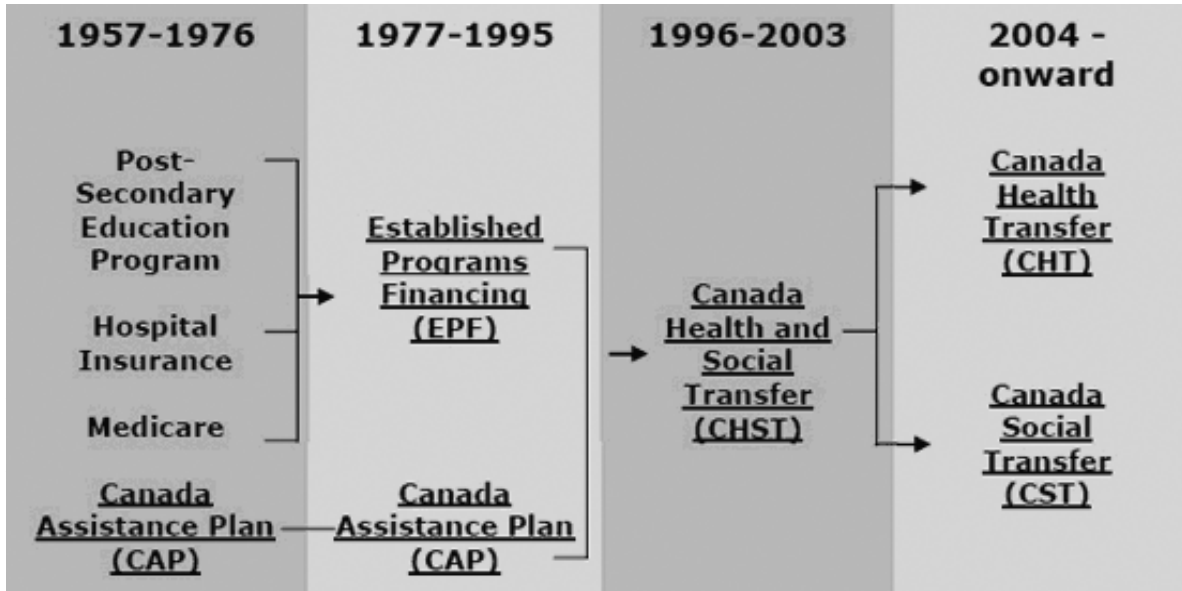 1957-1976
1977-1995
1996-2003
2004 -
onward
Post-
Secondary
Education
Program
Hospital
Insurance
Medicare
Canada
Assistance Plan
(CAP)
Established
Programs
Financing
(EPF)
Canada
Assistance Plan
(CAP)
Canada
Health and
Social
Transfer
(CHST)
Canada
Health
Transfer
(CHT)
Canada
Social
Transfer
(CST)